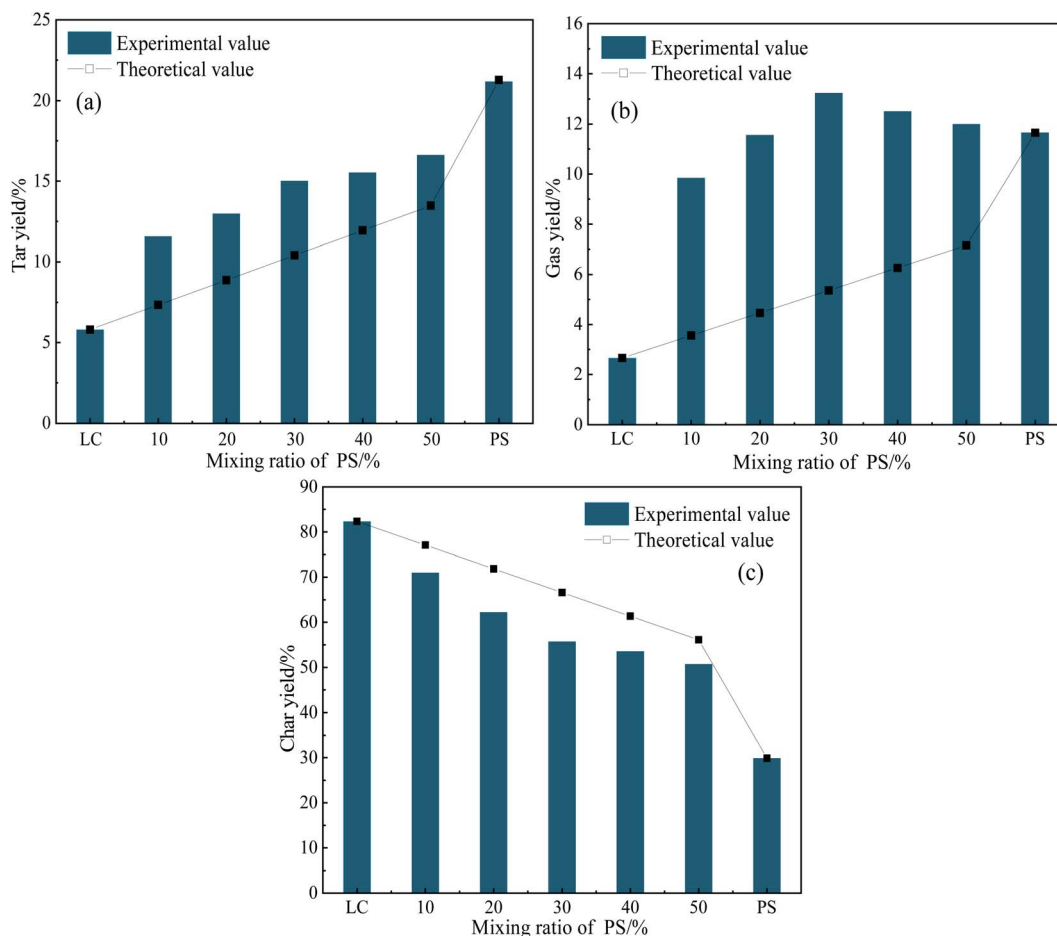 25
20
15
10
5
0
Tar yield/%
Experimental value
Theoretical value
(a)
LC 10 20 30 40 50 PS
Mixing ratio of PS/%
16
14
12
10
8
6
4
2
0
Gas yield/%
Experimental value
Theoretical value
(b)
LC 10 20 30 40 50 PS
Mixing ratio of PS/%
90
80
70
60
50
40
30
20
10
0
Char yield/%
Experimental value
Theoretical value
(c)
LC 10 20 30 40 50 PS
Mixing ratio of PS/%